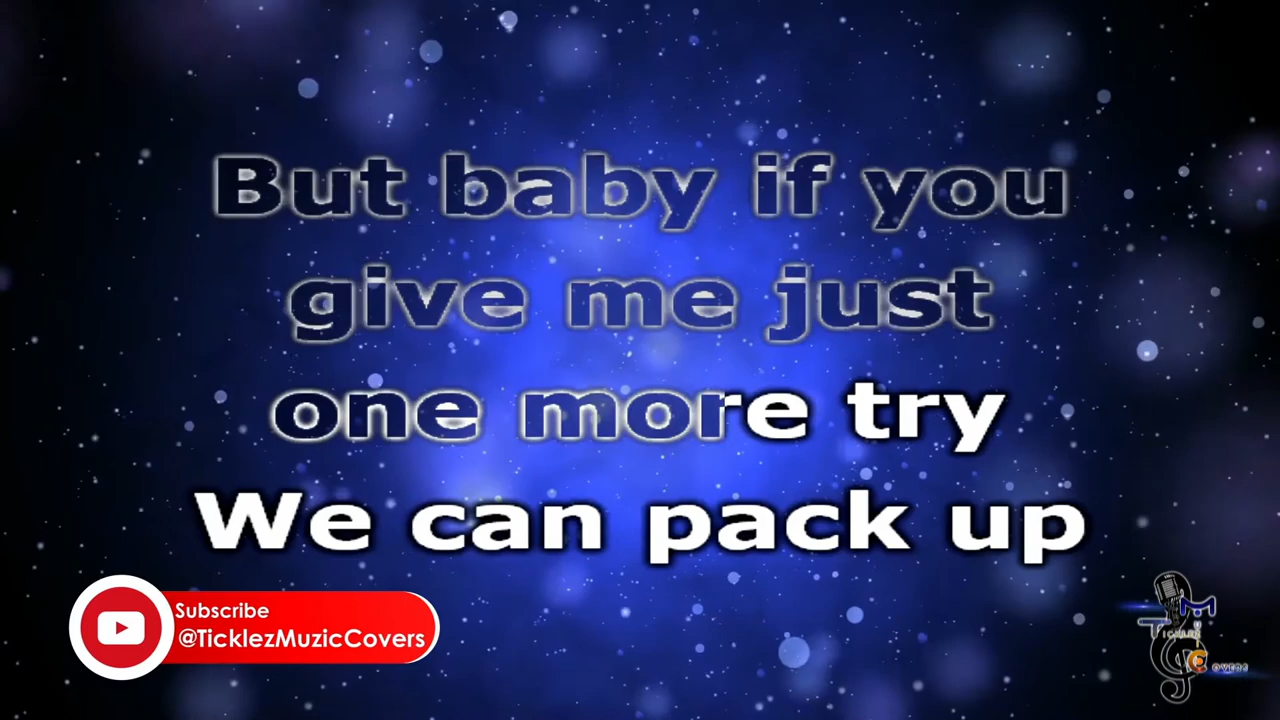 But baby if you
give me just
one more try
We can pack up
Subscribe
@TicklezMuzicCovers